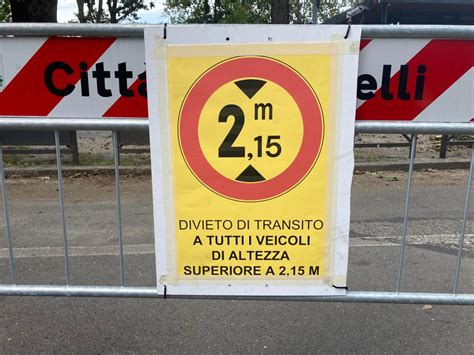 Citt
elli
2,15 m
DIVIETO DI TRANSITO
A TUTTI I VEICOLI
DI ALTEZZA
SUPERIORE A 2,15 M